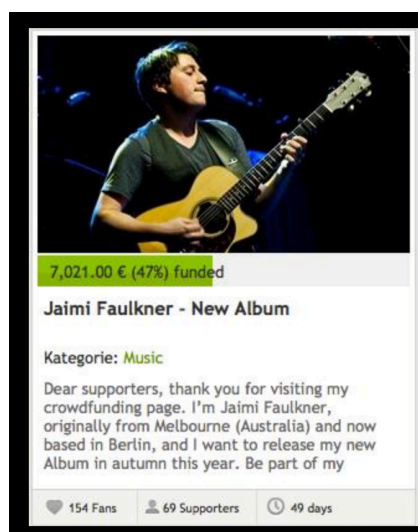 7,021.00 € (47%) funded
Jaimi Faulkner - New Album
Kategorie: Music
Dear supporters, thank you for visiting my
crowdfunding page. I'm Jaimi Faulkner,
originally from Melbourne (Australia) and now
based in Berlin, and I want to release my new
Album in autumn this year. Be part of my
154 Fans 69 Supporters 49 days